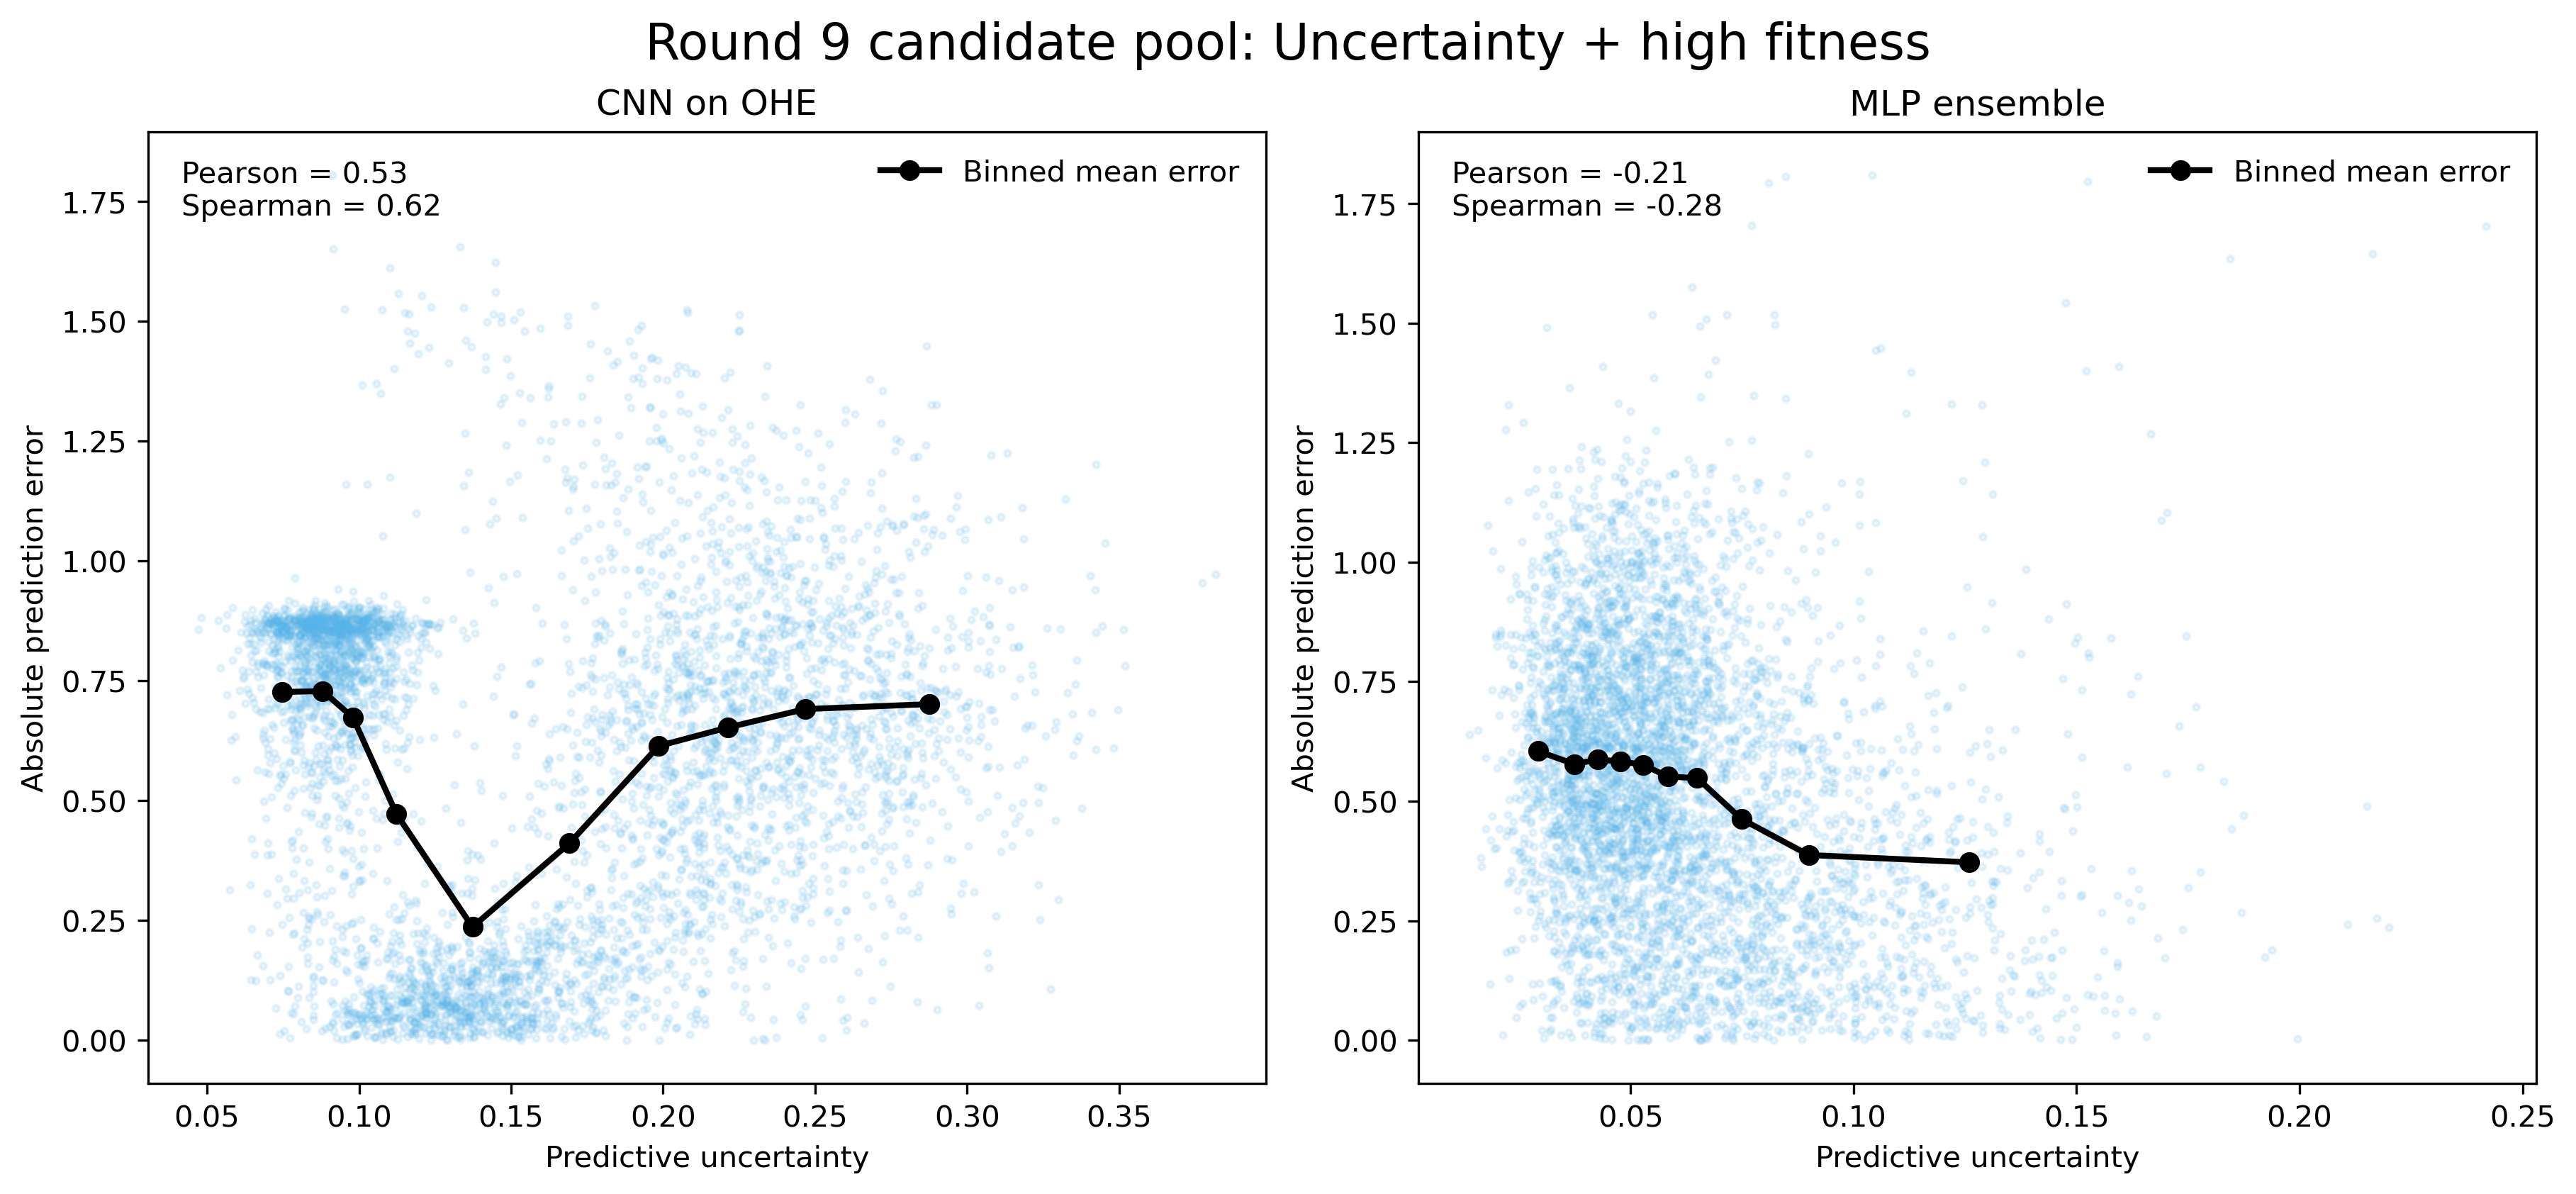 Round 9 candidate pool: Uncertainty + high fitness
CNN on OHE
Pearson = 0.53
Spearman = 0.62
Binned mean error
Absolute prediction error
1.75
1.50
1.25
1.00
0.75
0.50
0.25
0.00
0.05 0.10 0.15 0.20 0.25 0.30 0.35
Predictive uncertainty
MLP ensemble
Pearson = -0.21
Spearman = -0.28
Binned mean error
Absolute prediction error
1.75
1.50
1.25
1.00
0.75
0.50
0.25
0.00
0.05 0.10 0.15 0.20 0.25
Predictive uncertainty